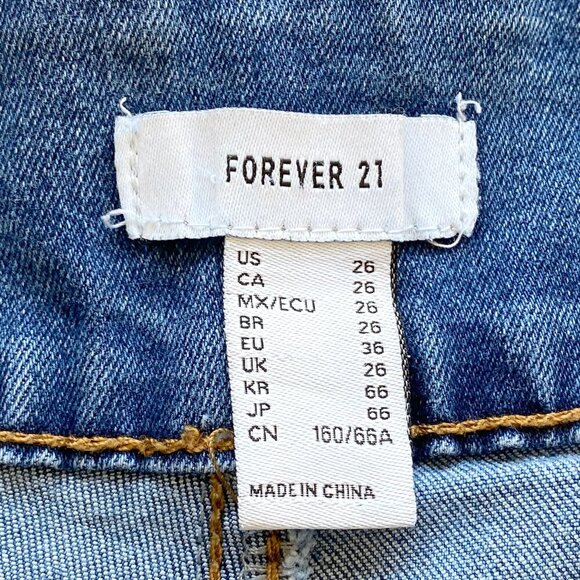 FOREVER 21
US 26
CA 26
MX/ECU 26
BR 26
EU 36
UK 26
KR 66
JP 66
CN 160/66A
MADE IN CHINA